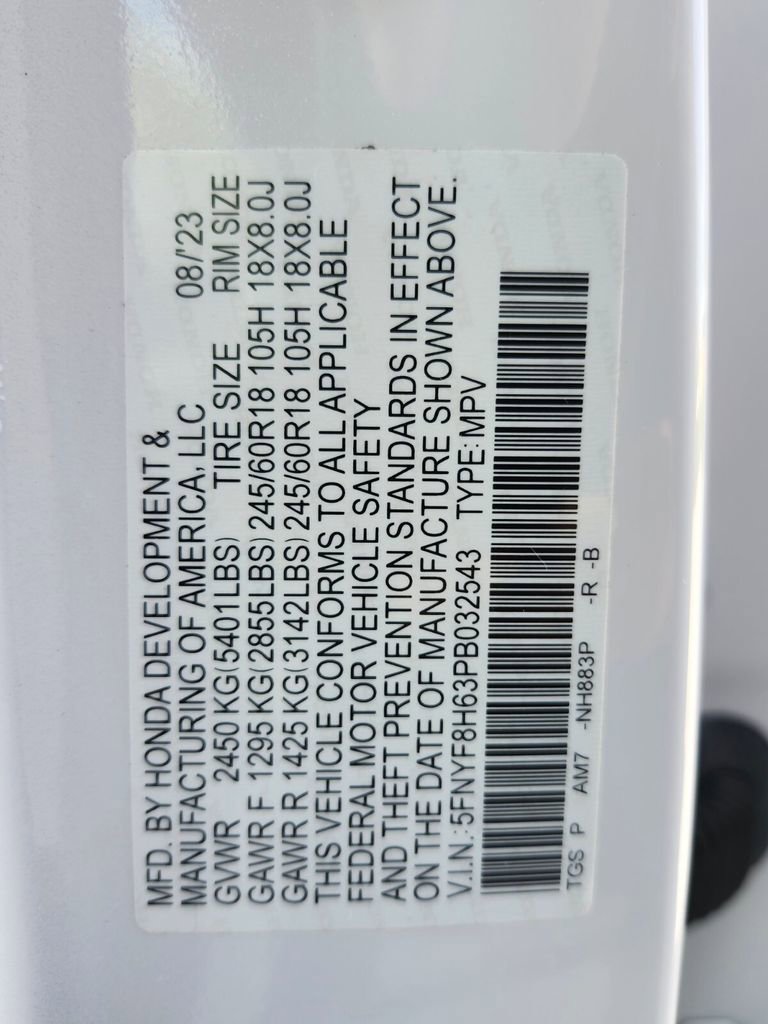 MFD. BY HONDA DEVELOPMENT &
MANUFACTURING OF AMERICA, LLC 08/'23
GVWR 2450 KG(5401LBS) TIRE SIZE RIM SIZE
GAWR F 1295 KG(2855LBS) 245/60R18 105H 18X8.0J
GAWR R 1425 KG(3142LBS) 245/60R18 105H 18X8.0J
THIS VEHICLE CONFORMS TO ALL APPLICABLE
FEDERAL MOTOR VEHICLE SAFETY
AND THEFT PREVENTION STANDARDS IN EFFECT
ON THE DATE OF MANUFACTURE SHOWN ABOVE.
V.I.N.: 5FNYF8H63PB032543 TYPE: MPV
TGS P AM7 -NH883P -R -B